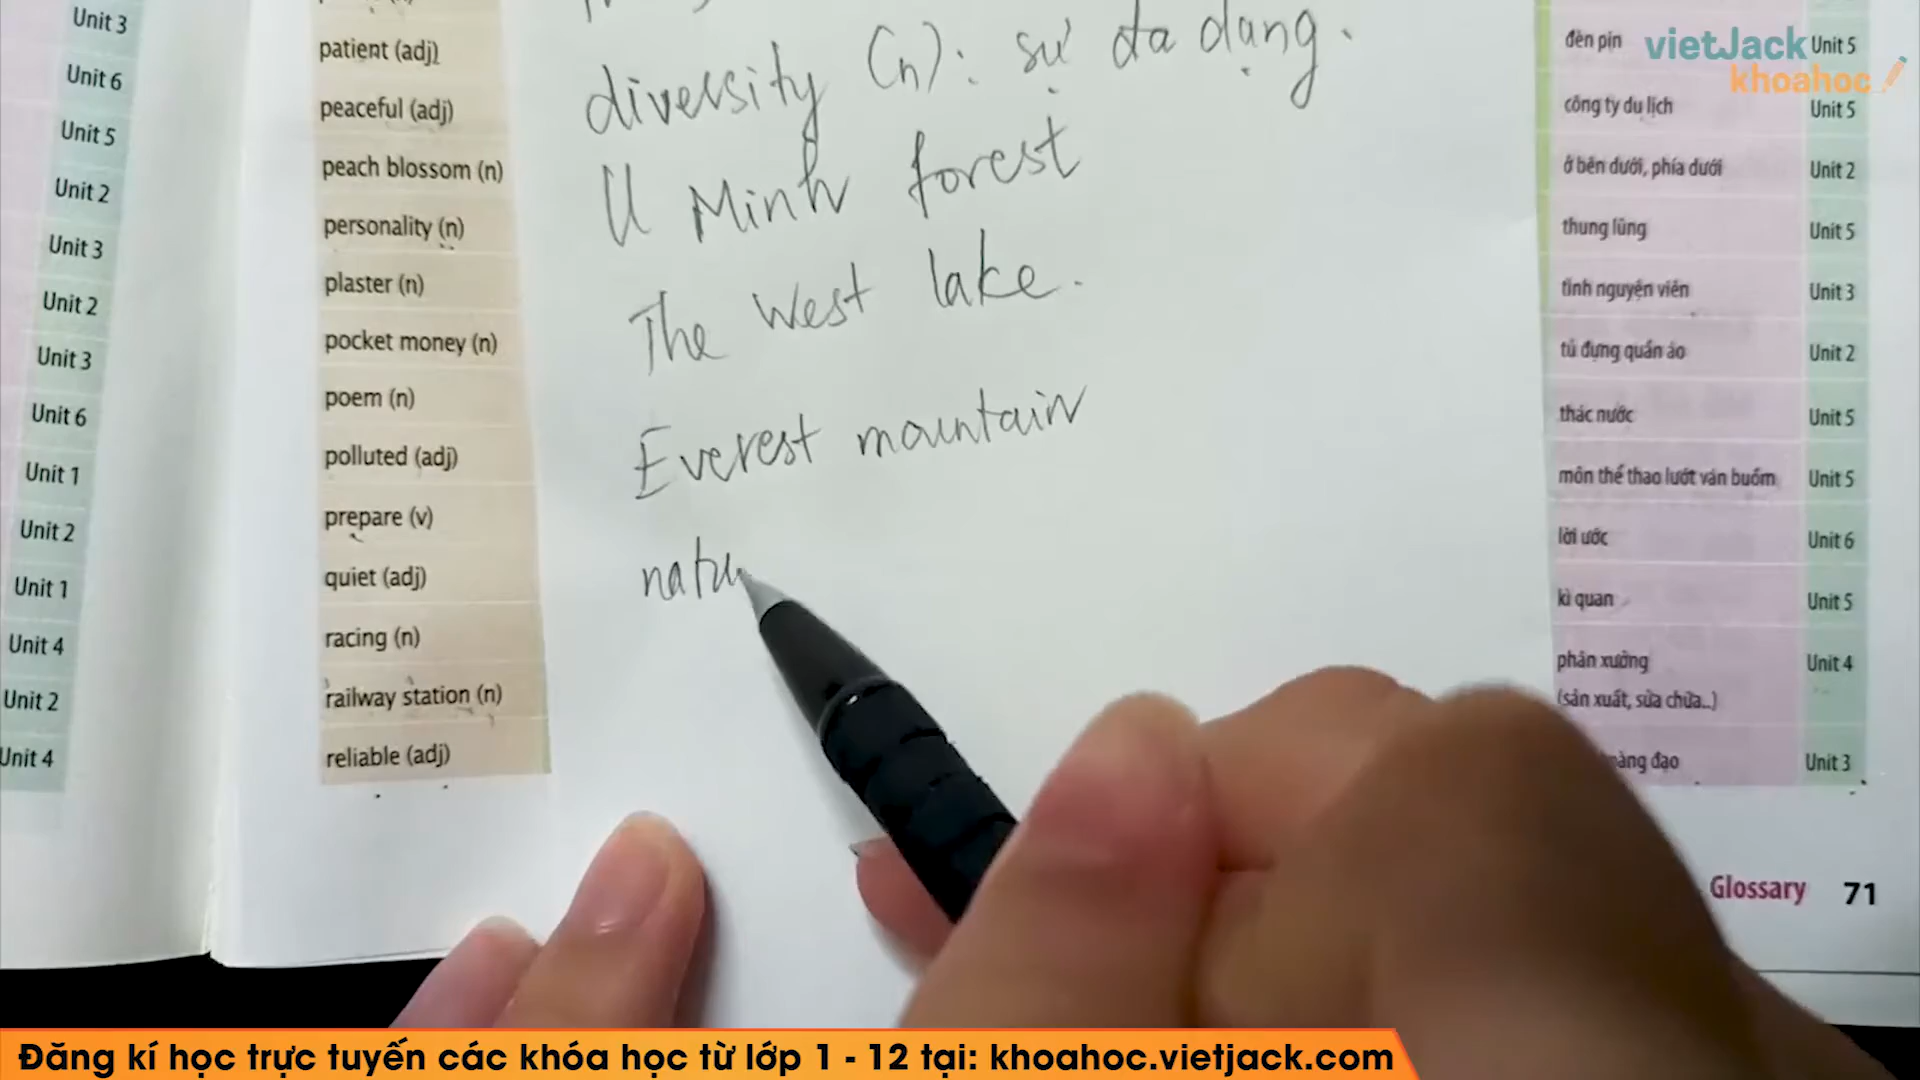 Unit 3
Unit 6
Unit 5
Unit 2
Unit 3
Unit 2
Unit 3
Unit 6
Unit 1
Unit 2
Unit 1
Unit 4
Unit 2
Unit 4
patient (adj)
peaceful (adj)
peach blossom (n)
personality (n)
plaster (n)
pocket money (n)
poem (n)
polluted (adj)
prepare (v)
quiet (adj)
racing (n)
railway station (n)
reliable (adj)
diversity (n): sự đa dạng.
U Minh forest
The West lake.
Everest mountain
natu
vietJack
khoahoc
đèn pin Unit 5
công ty du lịch Unit 5
ở bên dưới, phía dưới Unit 2
thung lũng Unit 5
tình nguyện viên Unit 3
tủ đựng quần áo Unit 2
thác nước Unit 5
môn thể thao lướt ván buồm Unit 5
lời ước Unit 6
kì quan Unit 5
phân xưởng Unit 4
(sản xuất, sửa chữa..)
đạo Unit 3
Glossary 71
Đăng kí học trực tuyến các khóa học từ lớp 1 - 12 tại: khoahoc.vietjack.com